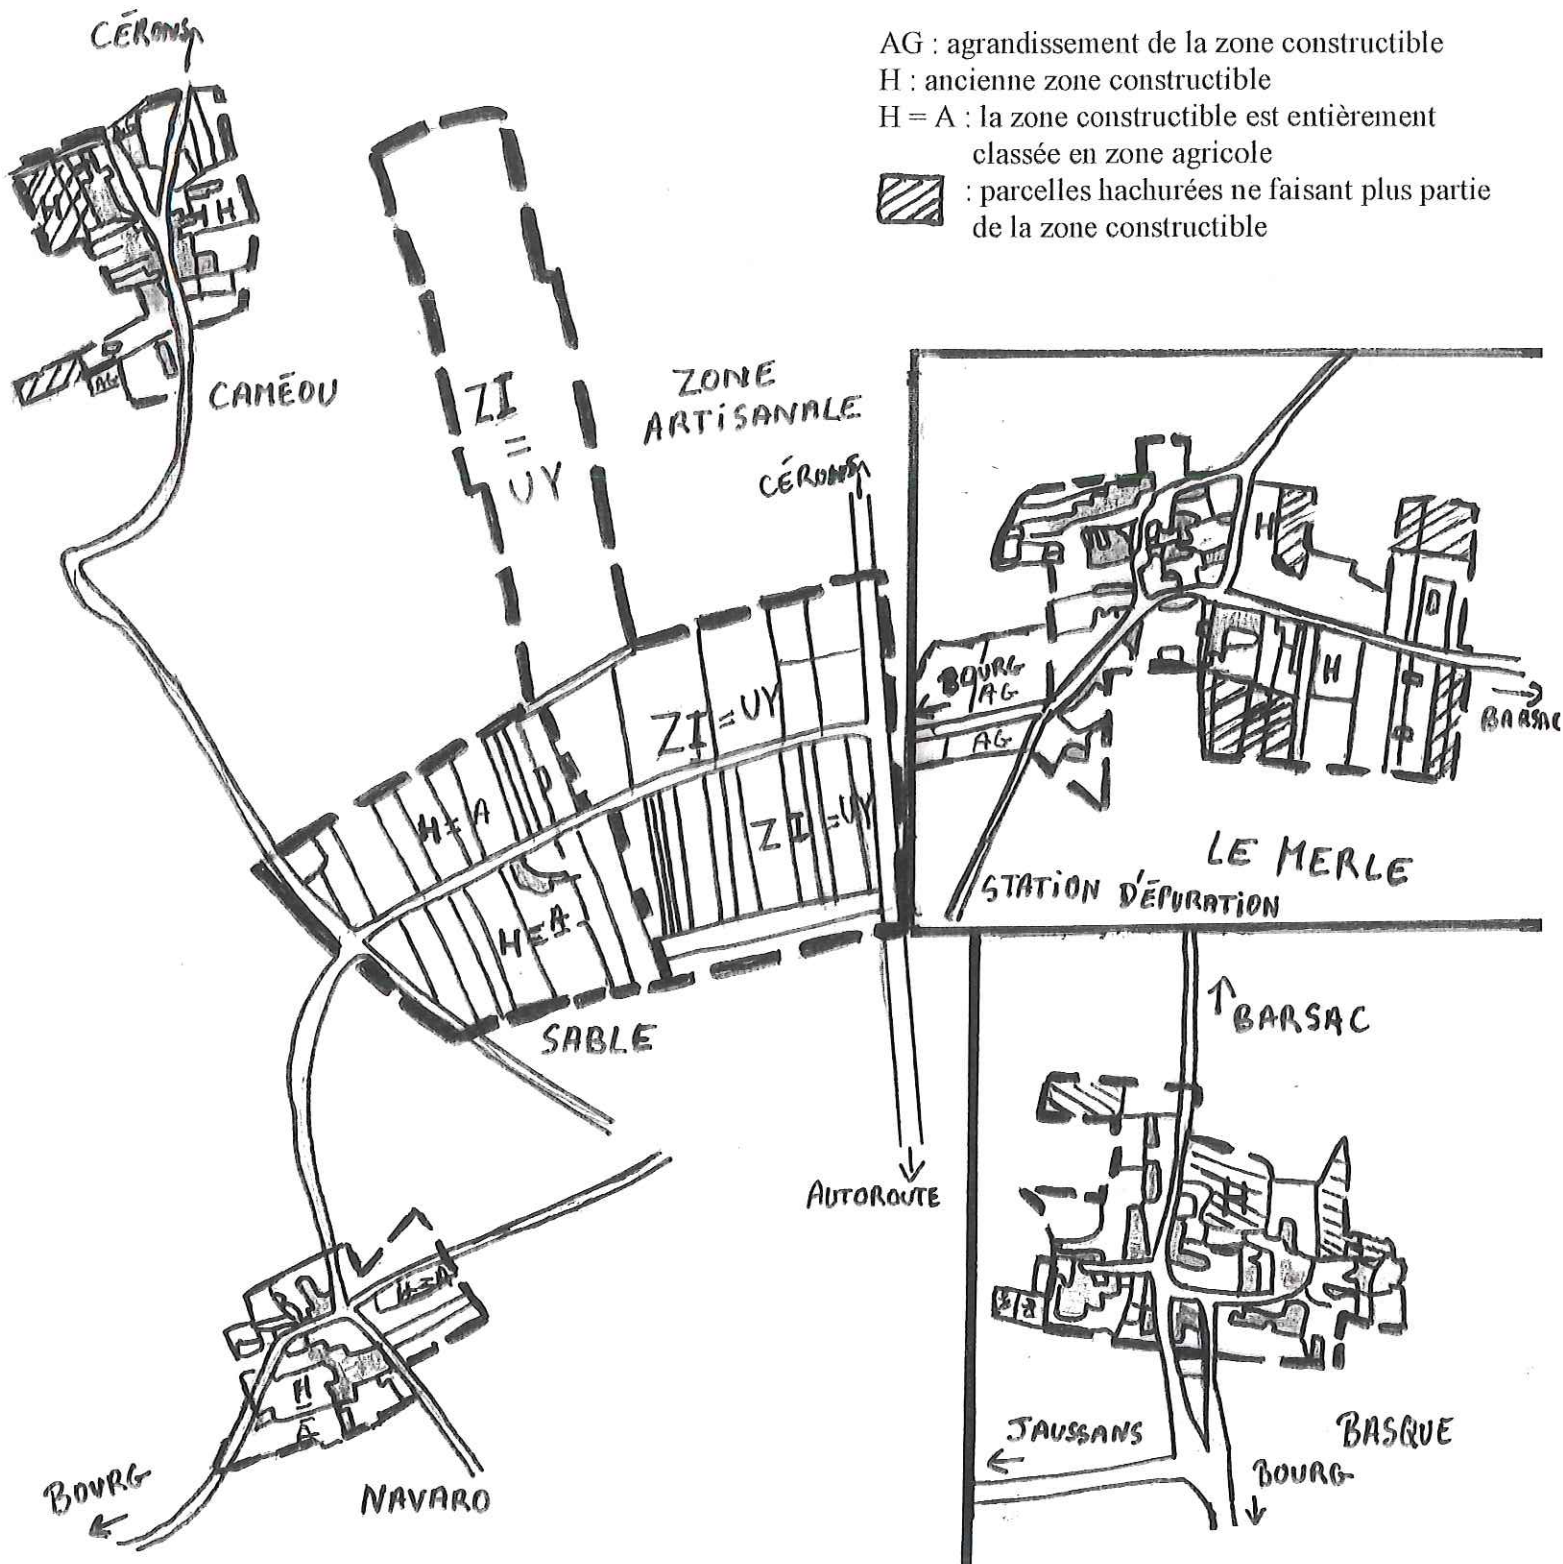 CÉRONS
AG : agrandissement de la zone constructible
H : ancienne zone constructible
H = A : la zone constructible est entièrement
classée en zone agricole
: parcelles hachurées ne faisant plus partie
de la zone constructible
AG
H
H
H
AG
CAMÉOU
ZI
=
UY
ZONE
ARTISANALE
CÉRONS
H
BOURG
AG
AG
H
BARSAC
ZI = UY
H = A
ZI = UY
H = A
LE MERLE
STATION D'ÉPURATION
SABLE
BARSAC
AUTOROUTE
H
H = A
H
=
A
JAUSSANS
BASQUE
BOURG
BOURG
NAVARO